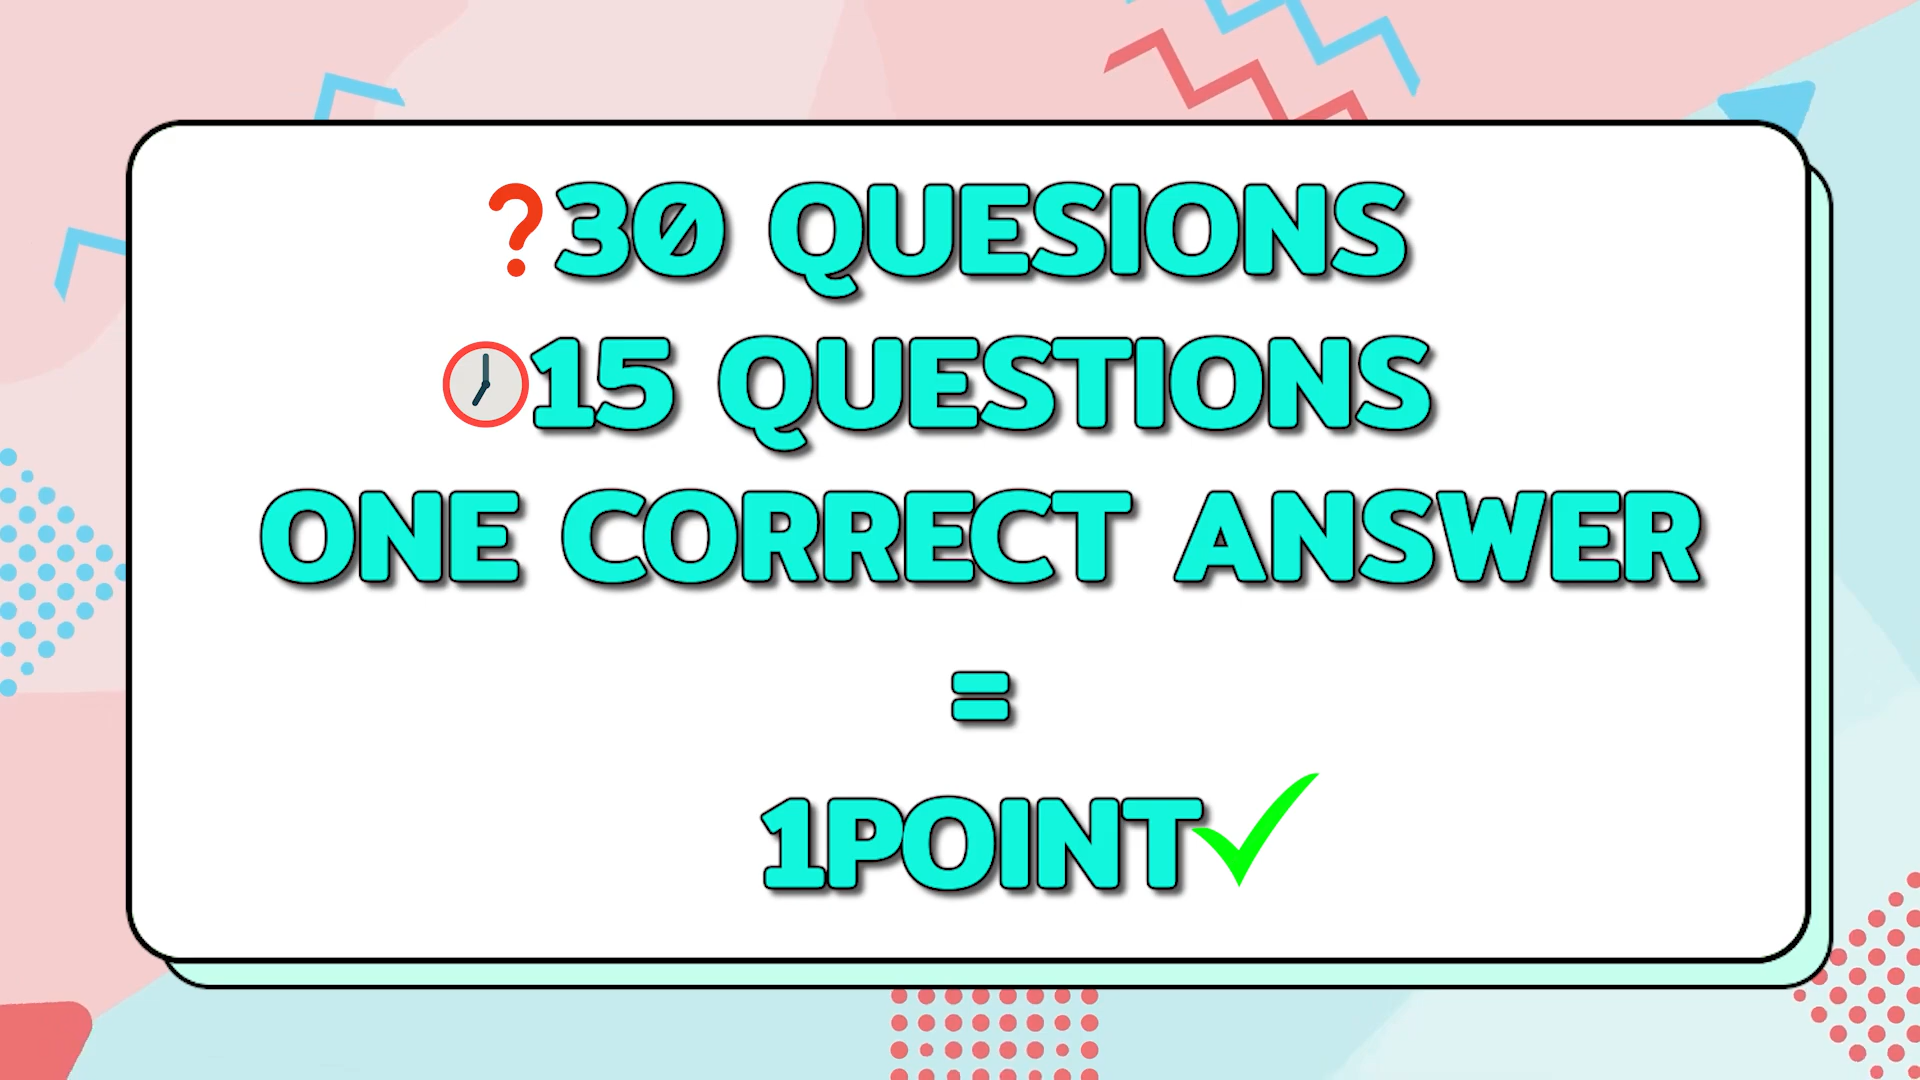 ❓30 QUESIONS
🕖15 QUESTIONS
ONE CORRECT ANSWER
=
1POINT✔